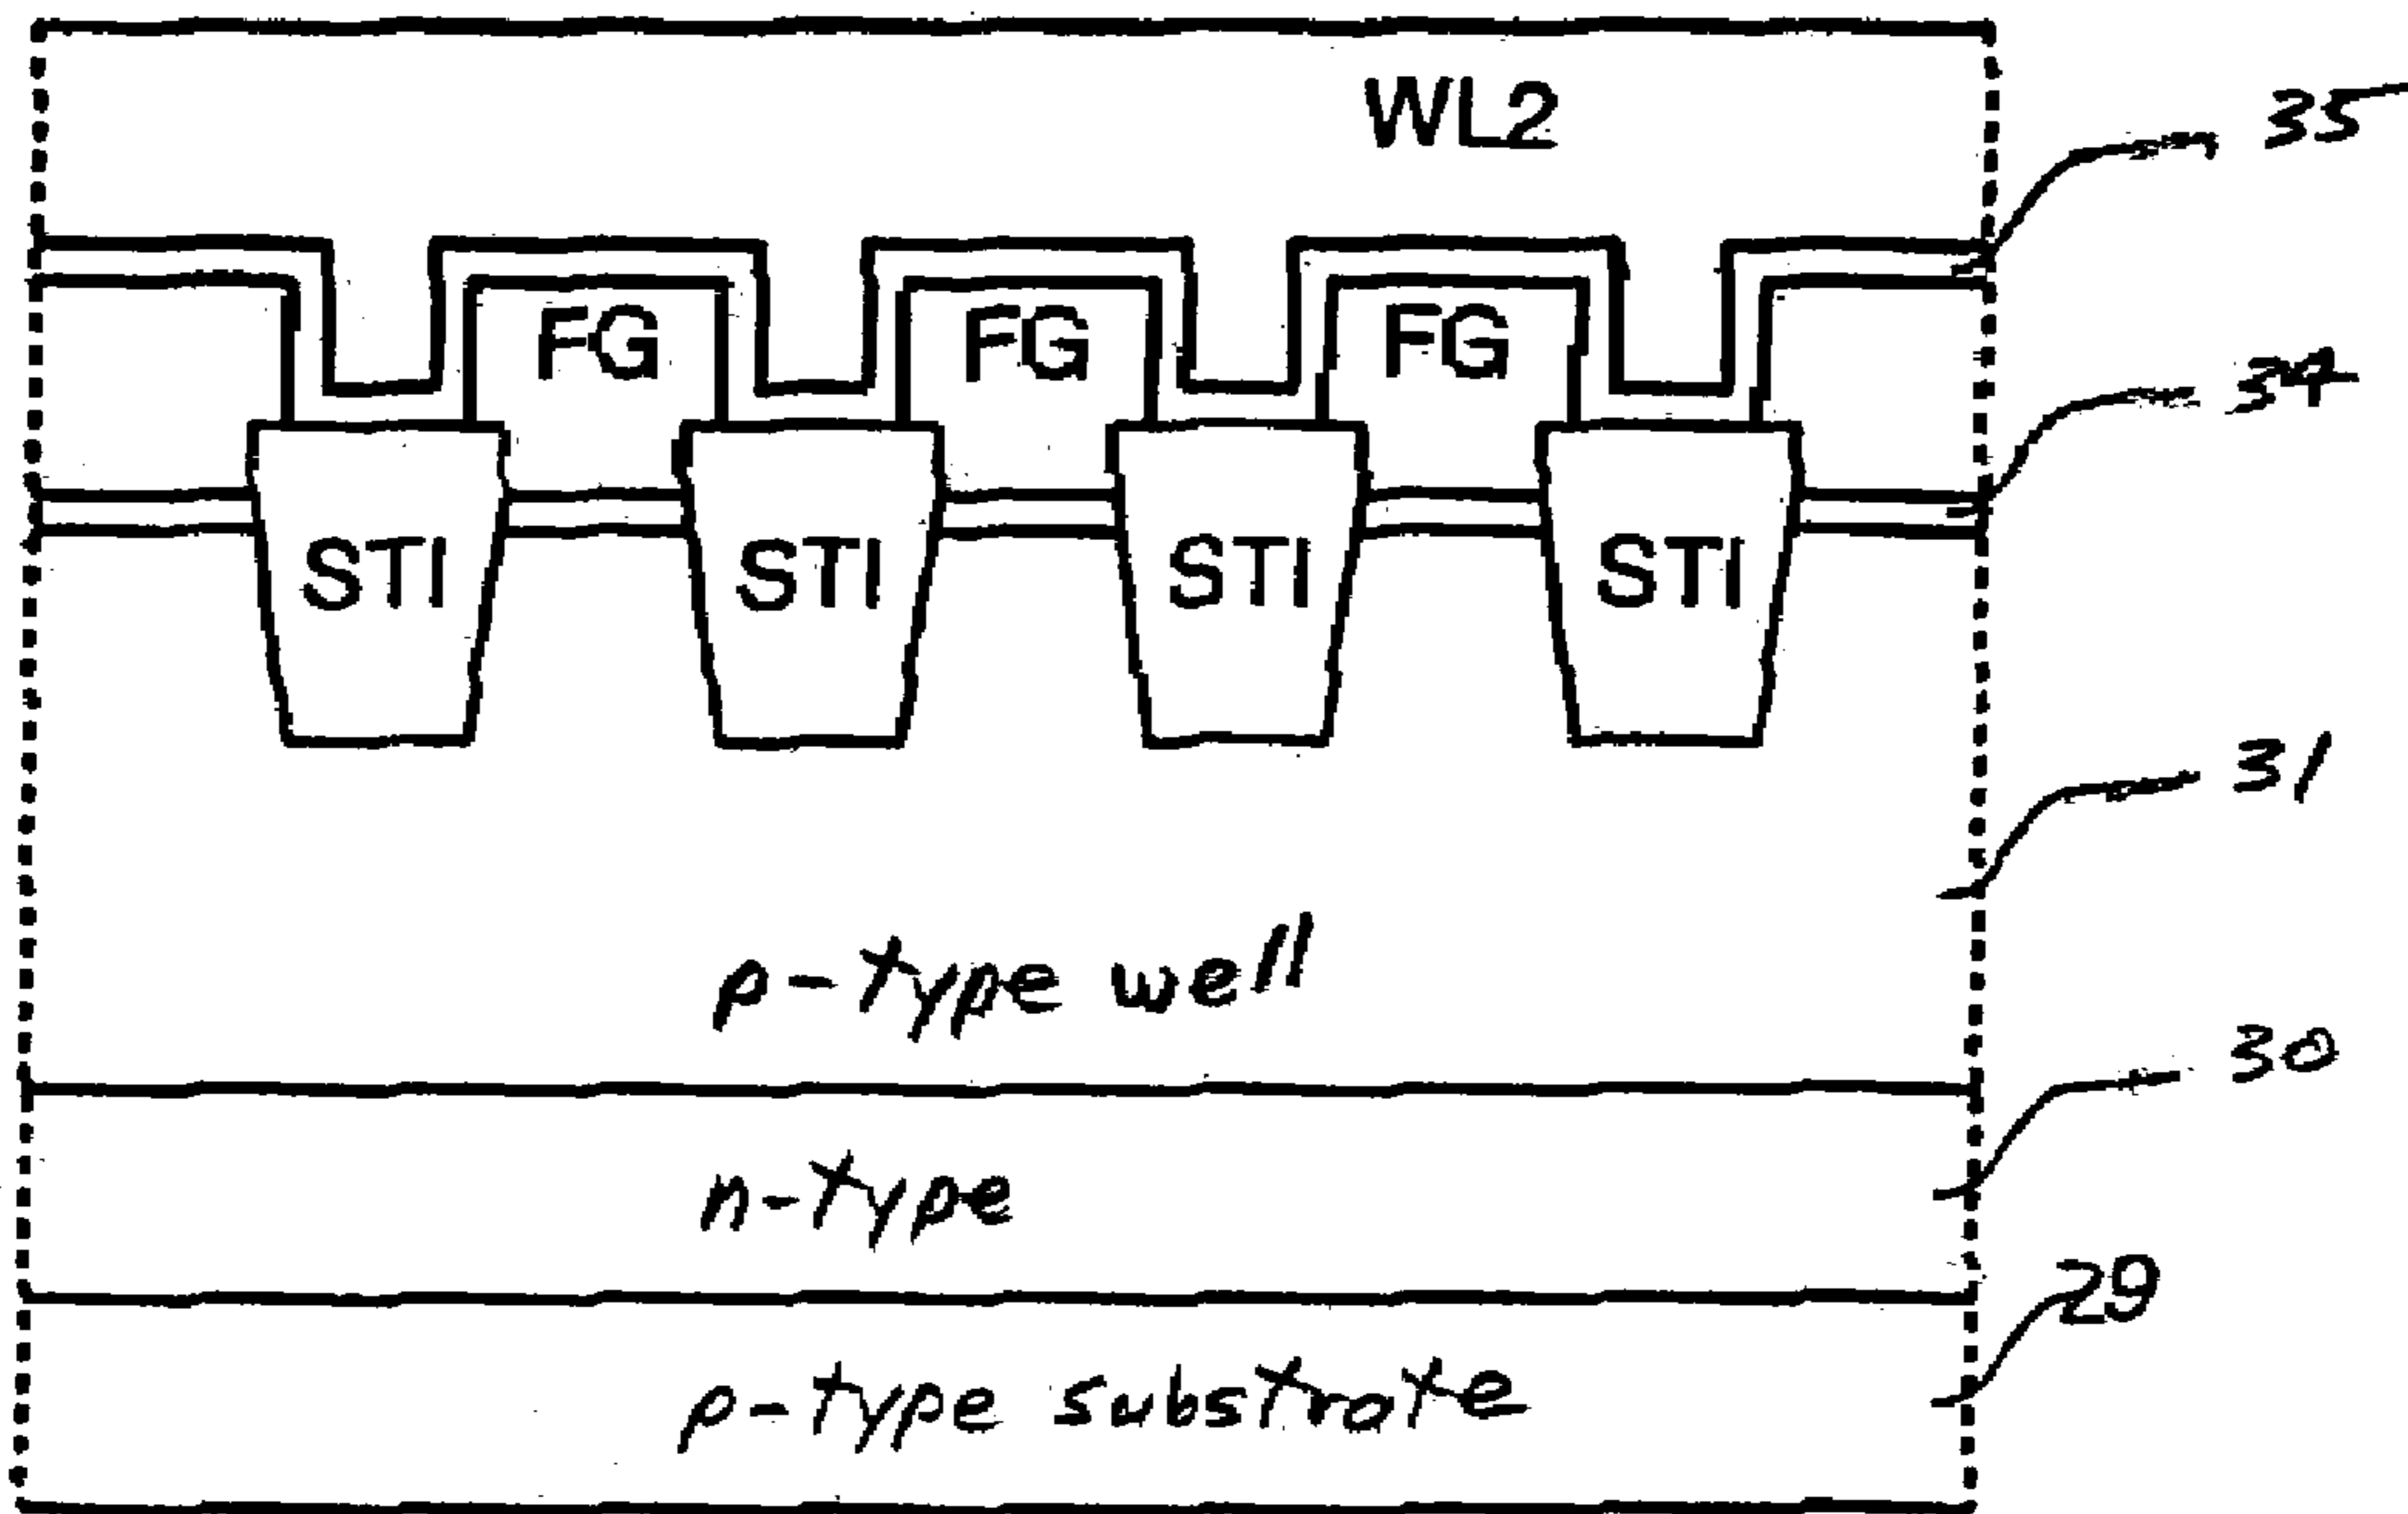 WL2
35
FG FG FG
34
STI STI STI STI
31
p-type well
30
n-type
29
p-type substrate